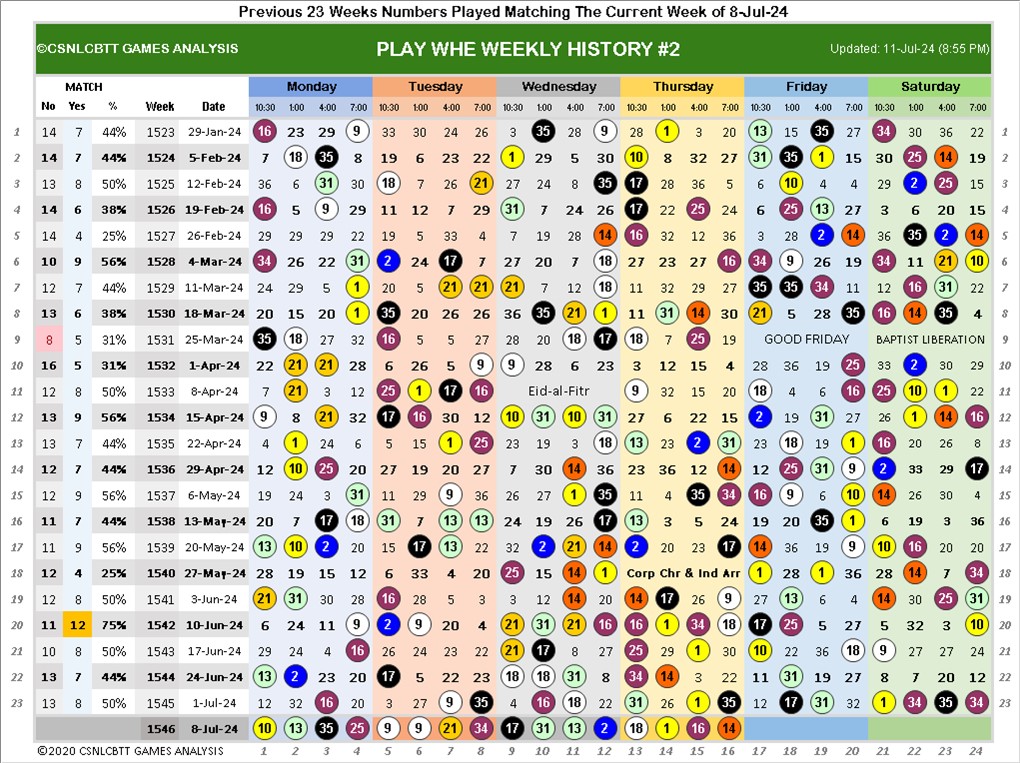 Previous 23 Weeks Numbers Played Matching The Current Week of 8-Jul-24
©CSNLCBTT GAMES ANALYSIS PLAY WHE WEEKLY HISTORY #2 Updated: 11-Jul-24 (8:55 PM)
MATCH Monday Tuesday Wednesday Thursday Friday Saturday
No Yes % Week Date 10:30 1:00 4:00 7:00 10:30 1:00 4:00 7:00 10:30 1:00 4:00 7:00 10:30 1:00 4:00 7:00 10:30 1:00 4:00 7:00 10:30 1:00 4:00 7:00
1 14 7 44% 1523 29-Jan-24 16 23 29 9 33 30 24 26 3 35 28 9 28 1 3 20 13 15 35 27 34 30 36 22 1
2 14 7 44% 1524 5-Feb-24 7 18 35 8 19 6 23 22 1 29 5 30 10 8 32 27 31 35 1 15 30 25 14 19 2
3 13 8 50% 1525 12-Feb-24 36 6 31 30 18 7 26 21 27 24 8 35 17 28 36 5 6 10 4 4 29 2 25 15 3
4 14 6 38% 1526 19-Feb-24 16 5 9 29 11 12 7 29 31 7 24 26 17 22 25 24 6 25 13 27 3 6 20 15 4
5 14 4 25% 1527 26-Feb-24 29 29 29 22 19 5 33 4 7 19 28 14 16 32 12 36 3 28 2 14 36 35 2 14 5
6 10 9 56% 1528 4-Mar-24 34 26 22 31 2 24 17 7 27 20 7 18 27 23 27 16 34 9 26 19 34 11 21 10 6
7 12 7 44% 1529 11-Mar-24 24 29 5 1 20 5 21 21 21 7 12 18 11 32 29 27 35 35 34 11 12 16 31 22 7
8 13 6 38% 1530 18-Mar-24 20 15 20 1 35 20 26 26 36 35 21 1 11 31 14 30 21 5 28 35 16 14 35 4 8
9 8 5 31% 1531 25-Mar-24 35 18 27 32 16 5 5 27 28 20 18 17 18 7 25 19 GOOD FRIDAY BAPTIST LIBERATION 9
10 16 5 31% 1532 1-Apr-24 22 21 21 28 6 26 5 9 9 28 6 23 3 12 15 4 28 36 19 25 33 2 30 29 10
11 12 8 50% 1533 8-Apr-24 7 21 3 12 25 1 17 16 Eid-al-Fitr 9 32 15 20 18 4 6 16 25 10 1 22 11
12 13 9 56% 1534 15-Apr-24 9 8 21 32 17 16 30 12 10 31 10 31 27 6 22 15 2 19 31 27 26 1 14 16 12
13 13 7 44% 1535 22-Apr-24 4 1 24 6 5 15 1 25 23 19 3 18 13 23 2 31 23 18 19 1 16 20 26 8 13
14 12 7 44% 1536 29-Apr-24 12 10 25 20 27 19 20 27 7 30 14 36 23 36 12 14 12 25 31 9 2 33 29 17 14
15 12 9 56% 1537 6-May-24 19 24 3 31 11 29 9 36 26 27 1 35 11 4 35 34 16 9 6 10 14 26 30 4 15
16 11 7 44% 1538 13-May-24 20 7 17 18 31 7 13 13 24 19 26 17 13 3 5 24 19 20 35 1 6 19 3 36 16
17 11 9 56% 1539 20-May-24 13 10 2 20 15 17 13 22 32 2 21 14 2 20 23 17 14 36 19 9 10 16 20 20 17
18 12 4 25% 1540 27-May-24 28 19 15 12 6 33 4 20 25 15 14 1 Corp Chr & Ind Arr 1 28 1 36 28 14 7 34 18
19 12 8 50% 1541 3-Jun-24 21 31 30 28 16 28 5 3 3 12 14 20 14 17 26 9 27 13 6 4 14 30 25 31 19
20 11 12 75% 1542 10-Jun-24 6 24 11 9 2 9 20 4 21 31 21 16 16 1 34 18 17 25 5 27 5 32 3 10 20
21 10 8 50% 1543 17-Jun-24 29 24 4 16 26 24 23 22 21 17 8 27 25 29 1 30 10 22 36 18 9 27 27 24 21
22 13 7 44% 1544 24-Jun-24 13 2 23 20 17 5 22 23 18 18 31 8 34 14 3 22 11 31 19 27 8 7 20 12 22
23 13 8 50% 1545 1-Jul-24 12 32 16 20 3 27 9 35 4 16 18 22 31 26 1 35 12 17 31 32 1 34 35 34 23
1546 8-Jul-24 10 13 35 25 9 9 21 34 17 31 13 2 18 1 16 14
©2020 CSNLCBTT GAMES ANALYSIS 1 2 3 4 5 6 7 8 9 10 11 12 13 14 15 16 17 18 19 20 21 22 23 24